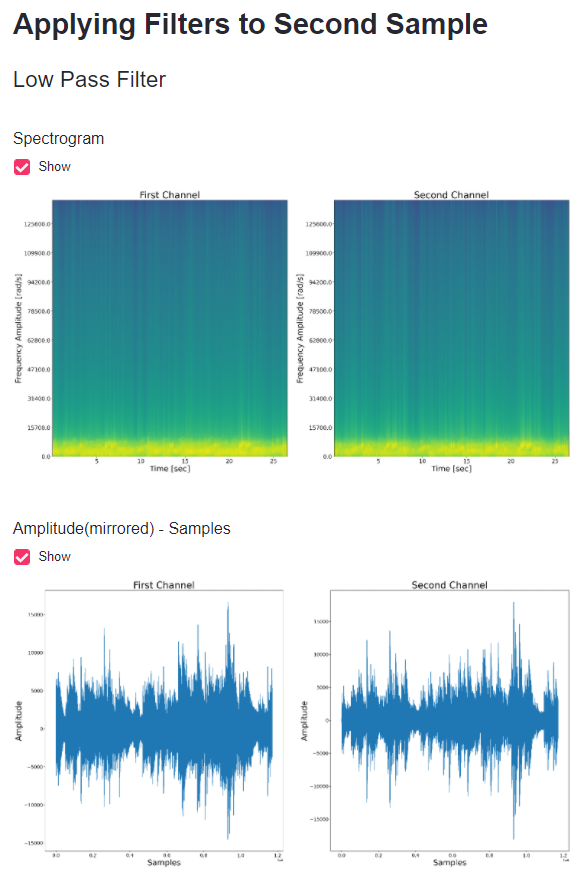 Applying Filters to Second Sample
Low Pass Filter
Spectrogram
Show
First Channel
Second Channel
125600.0
109900.0
94200.0
78500.0
62800.0
47100.0
31400.0
15700.0
0.0
Frequency Amplitude [rad/s]
5 10 15 20 25
Time [sec]
125600.0
109900.0
94200.0
78500.0
62800.0
47100.0
31400.0
15700.0
0.0
Frequency Amplitude [rad/s]
5 10 15 20 25
Time [sec]
Amplitude(mirrored) - Samples
Show
First Channel
Second Channel
15000
10000
5000
0
−5000
−10000
−15000
Amplitude
0.0 0.2 0.4 0.6 0.8 1.0 1.2
Samples
15000
10000
5000
0
−5000
−10000
−15000
Amplitude
0.0 0.2 0.4 0.6 0.8 1.0 1.2
Samples